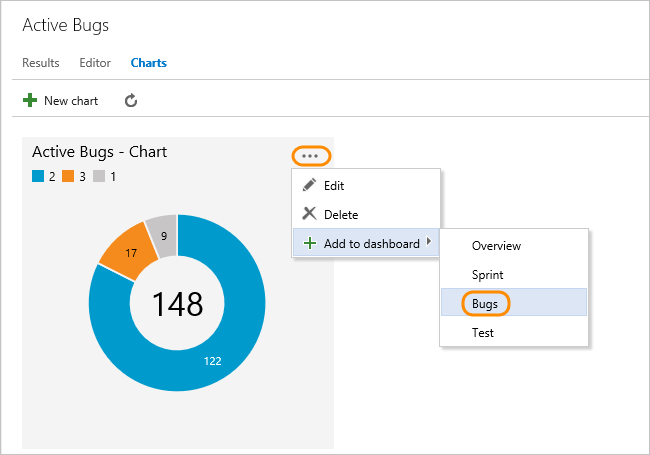 Active Bugs
Results Editor Charts
New chart
Active Bugs - Chart
2 3 1
Edit
Delete
Add to dashboard
Overview
Sprint
Bugs
Test
9
17
148
122